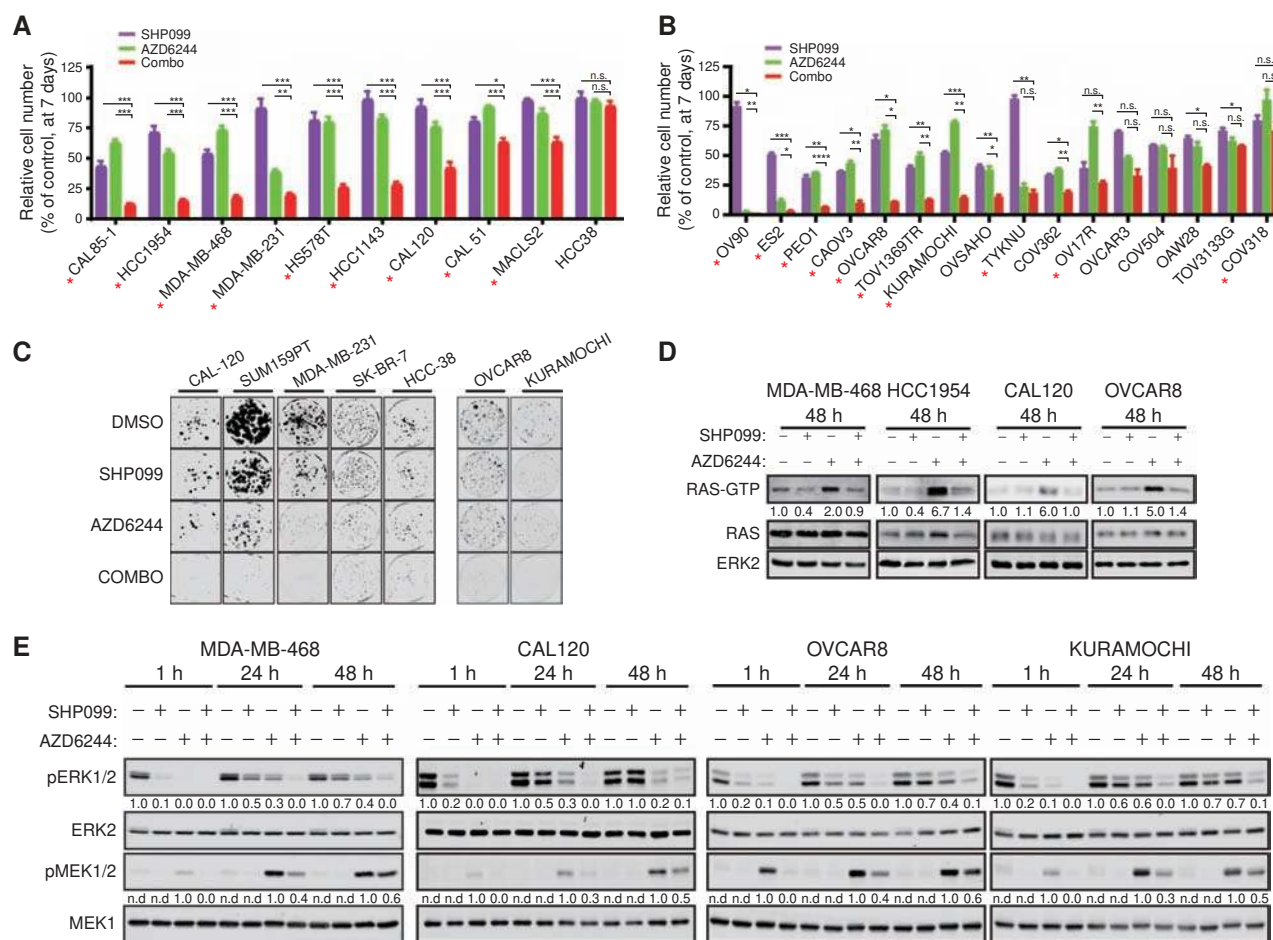 A
SHP099
AZD6244
Combo
Relative cell number
(% of control, at 7 days)
125
100
75
50
25
0
*** *** *** *** *** *** *** * *** n.s.
*** *** *** ** *** *** *** *** *** n.s.
* CAL85-1
* HCC1954
* MDA-MB-468
* MDA-MB-231
* HS578T
* HCC1143
* CAL120
* CAL 51
* MACLS2
HCC38
B
SHP099
AZD6244
Combo
Relative cell number
(% of control, at 7 days)
125
100
75
50
25
0
* *** ** * * ** *** ** ** * n.s. n.s. n.s. * * n.s.
** * **** ** * ** ** * n.s. ** ** n.s. n.s. n.s. n.s. n.s.
* OV90
* ES2
* PEO1
* CAOV3
* OVCAR8
* TOV1369TR
* KURAMOCHI
OVSAHO
* TYKNU
COV362
* OV17R
OVCAR3
COV504
OAW28
TOV3133G
* COV318
C
CAL-120 SUM159PT MDA-MB-231 SK-BR-7 HCC-38 OVCAR8 KURAMOCHI
DMSO
SHP099
AZD6244
COMBO
D
MDA-MB-468 HCC1954 CAL120 OVCAR8
48 h 48 h 48 h 48 h
SHP099: – + – + – + – + – + – + – + – +
AZD6244: – – + + – – + + – – + + – – + +
RAS-GTP
1.0 0.4 2.0 0.9 1.0 0.4 6.7 1.4 1.0 1.1 6.0 1.0 1.0 1.1 5.0 1.4
RAS
ERK2
E
MDA-MB-468 CAL120 OVCAR8 KURAMOCHI
1 h 24 h 48 h 1 h 24 h 48 h 1 h 24 h 48 h 1 h 24 h 48 h
SHP099: – + – + – + – + – + – + – + – + – + – + – + – + – + – + – + – + – + – + – + – + – + – + – + – +
AZD6244: – – + + – – + + – – + + – – + + – – + + – – + + – – + + – – + + – – + + – – + + – – + + – – + +
pERK1/2
1.0 0.1 0.0 0.0 1.0 0.5 0.3 0.0 1.0 0.7 0.4 0.0 1.0 0.2 0.0 0.0 1.0 0.5 0.3 0.0 1.0 1.0 0.2 0.1 1.0 0.2 0.1 0.0 1.0 0.5 0.5 0.0 1.0 0.7 0.4 0.1 1.0 0.2 0.1 0.0 1.0 0.6 0.6 0.0 1.0 0.7 0.7 0.1
ERK2
pMEK1/2
n.d n.d 1.0 0.0 n.d n.d 1.0 0.4 n.d n.d 1.0 0.6 n.d n.d 1.0 0.0 n.d n.d 1.0 0.3 n.d n.d 1.0 0.5 n.d n.d 1.0 0.0 n.d n.d 1.0 0.4 n.d n.d 1.0 0.6 n.d n.d 1.0 0.0 n.d n.d 1.0 0.3 n.d n.d 1.0 0.5
MEK1